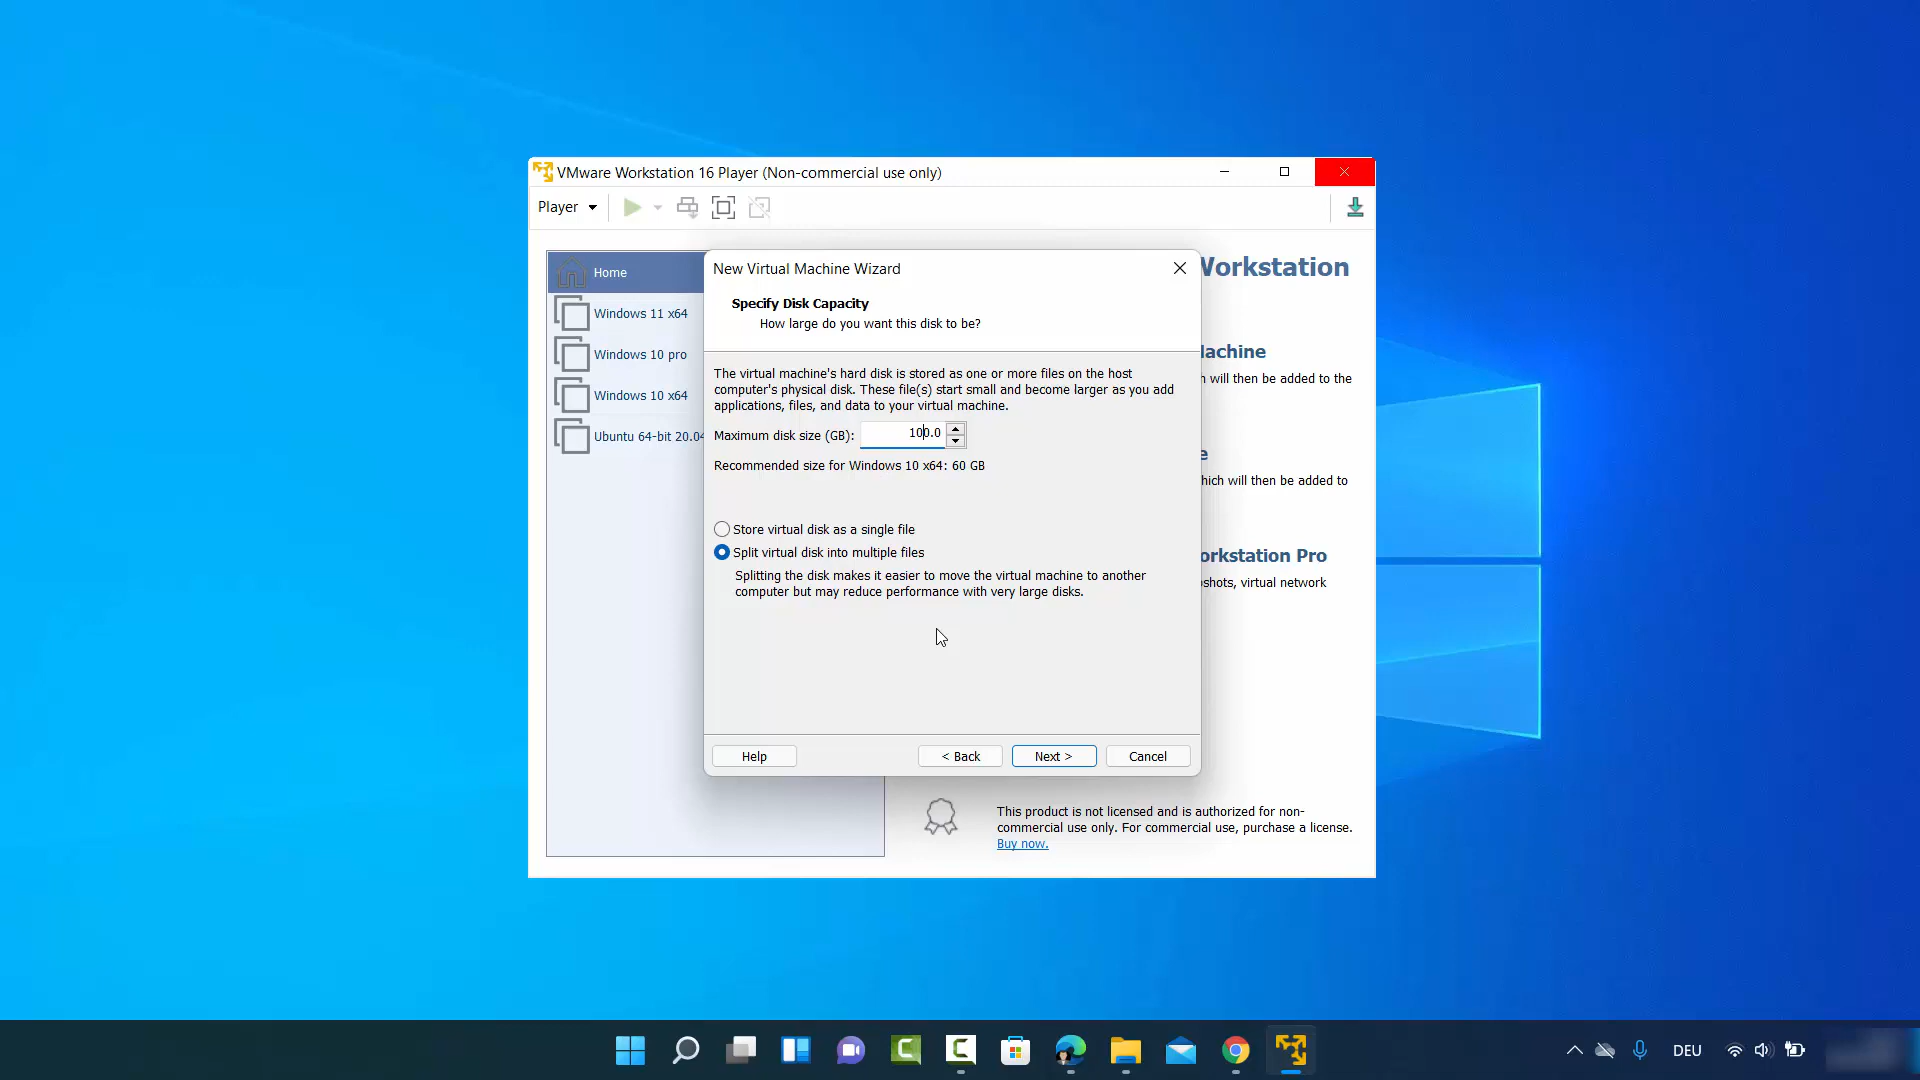 VMware Workstation 16 Player (Non-commercial use only)
Player
Home
Windows 11 x64
Windows 10 pro
Windows 10 x64
Ubuntu 64-bit 20.04
New Virtual Machine Wizard
Specify Disk Capacity
How large do you want this disk to be?
The virtual machine's hard disk is stored as one or more files on the host
computer's physical disk. These file(s) start small and become larger as you add
applications, files, and data to your virtual machine.
Maximum disk size (GB): 100.0
Recommended size for Windows 10 x64: 60 GB
Store virtual disk as a single file
Split virtual disk into multiple files
Splitting the disk makes it easier to move the virtual machine to another
computer but may reduce performance with very large disks.
Help
< Back
Next >
Cancel
Workstation
achine
h will then be added to the
e
hich will then be added to
orkstation Pro
shots, virtual network
This product is not licensed and is authorized for non-
commercial use only. For commercial use, purchase a license.
Buy now.
DEU